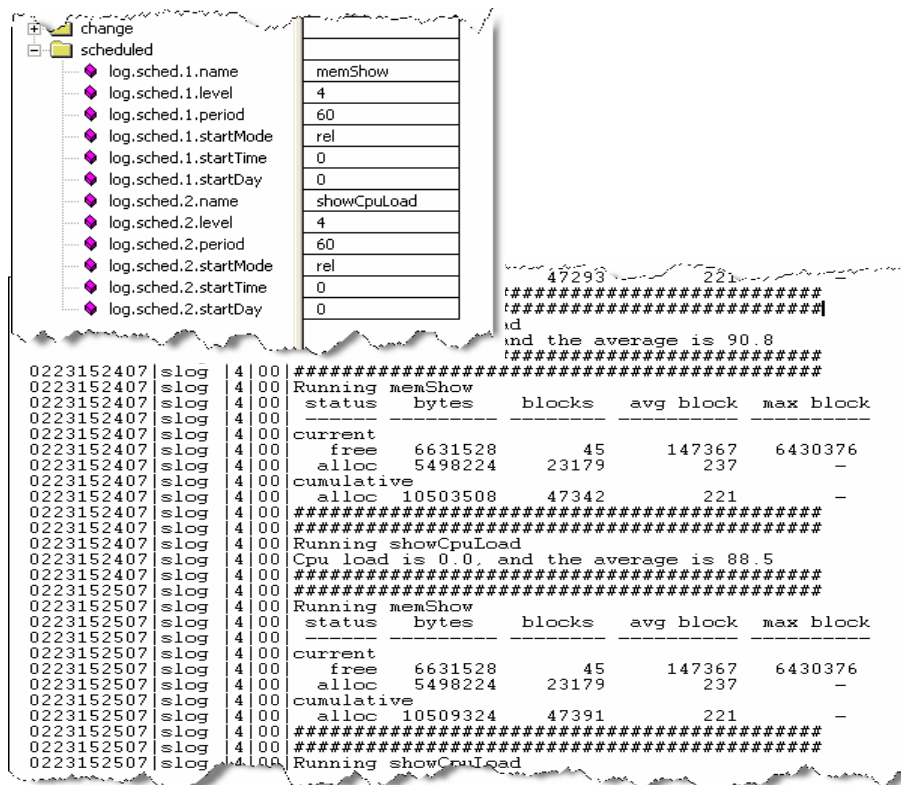 change
scheduled
log.sched.1.name memShow
log.sched.1.level 4
log.sched.1.period 60
log.sched.1.startMode rel
log.sched.1.startTime 0
log.sched.1.startDay 0
log.sched.2.name showCpuLoad
log.sched.2.level 4
log.sched.2.period 60
log.sched.2.startMode rel
log.sched.2.startTime 0
log.sched.2.startDay 0
47293 221 -
##########################
##########################
ad
and the average is 90.8
##########################
0223152407|slog |4|00|############################################
0223152407|slog |4|00|Running memShow
0223152407|slog |4|00| status bytes blocks avg block max block
0223152407|slog |4|00| ------ --------- -------- ---------- ---------
0223152407|slog |4|00|current
0223152407|slog |4|00| free 6631528 45 147367 6430376
0223152407|slog |4|00| alloc 5498224 23179 237 -
0223152407|slog |4|00|cumulative
0223152407|slog |4|00| alloc 10503508 47342 221 -
0223152407|slog |4|00|############################################
0223152407|slog |4|00|############################################
0223152407|slog |4|00|Running showCpuLoad
0223152407|slog |4|00|Cpu load is 0.0, and the average is 88.5
0223152407|slog |4|00|############################################
0223152507|slog |4|00|############################################
0223152507|slog |4|00|Running memShow
0223152507|slog |4|00| status bytes blocks avg block max block
0223152507|slog |4|00| ------ --------- -------- ---------- ---------
0223152507|slog |4|00|current
0223152507|slog |4|00| free 6631528 45 147367 6430376
0223152507|slog |4|00| alloc 5498224 23179 237 -
0223152507|slog |4|00|cumulative
0223152507|slog |4|00| alloc 10509324 47391 221 -
0223152507|slog |4|00|############################################
0223152507|slog |4|00|############################################
0223152507|slog |4|00|Running showCpuLoad